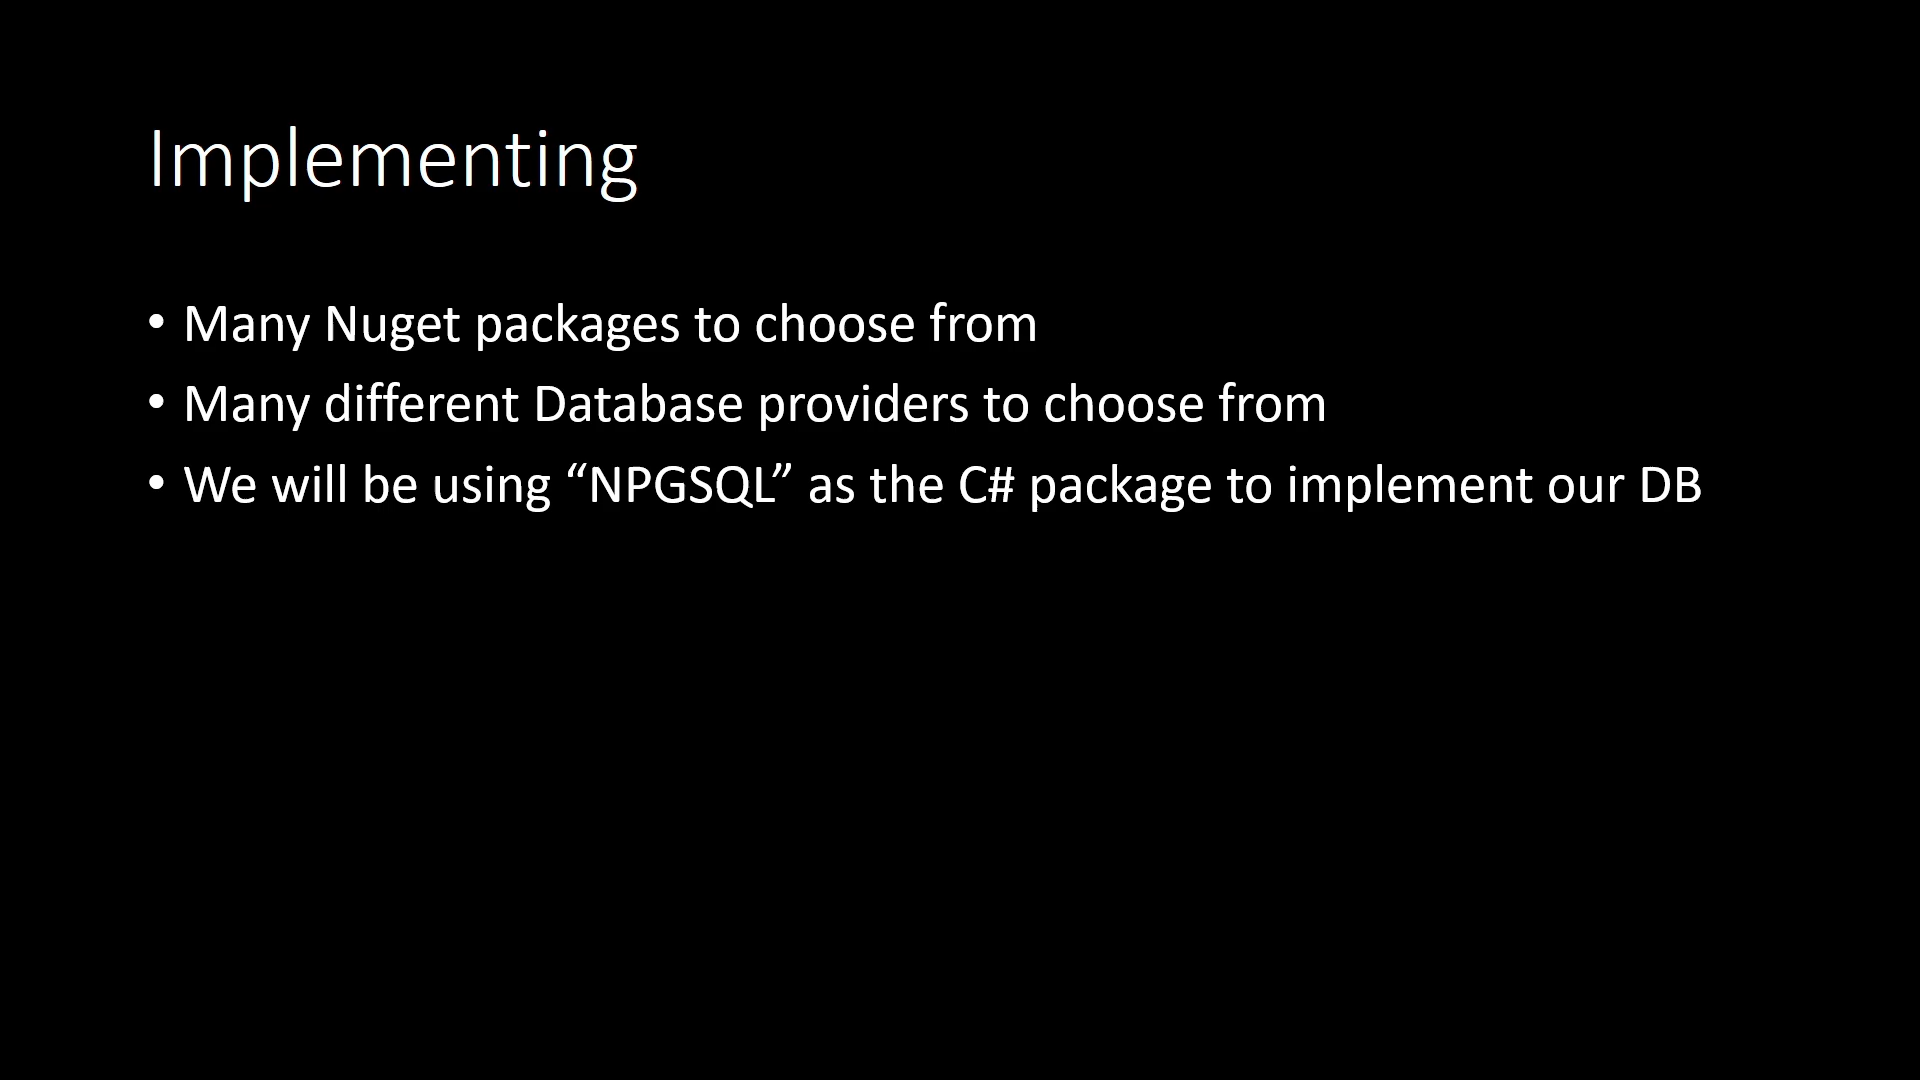 Implementing
• Many Nuget packages to choose from
• Many different Database providers to choose from
• We will be using “NPGSQL” as the C# package to implement our DB